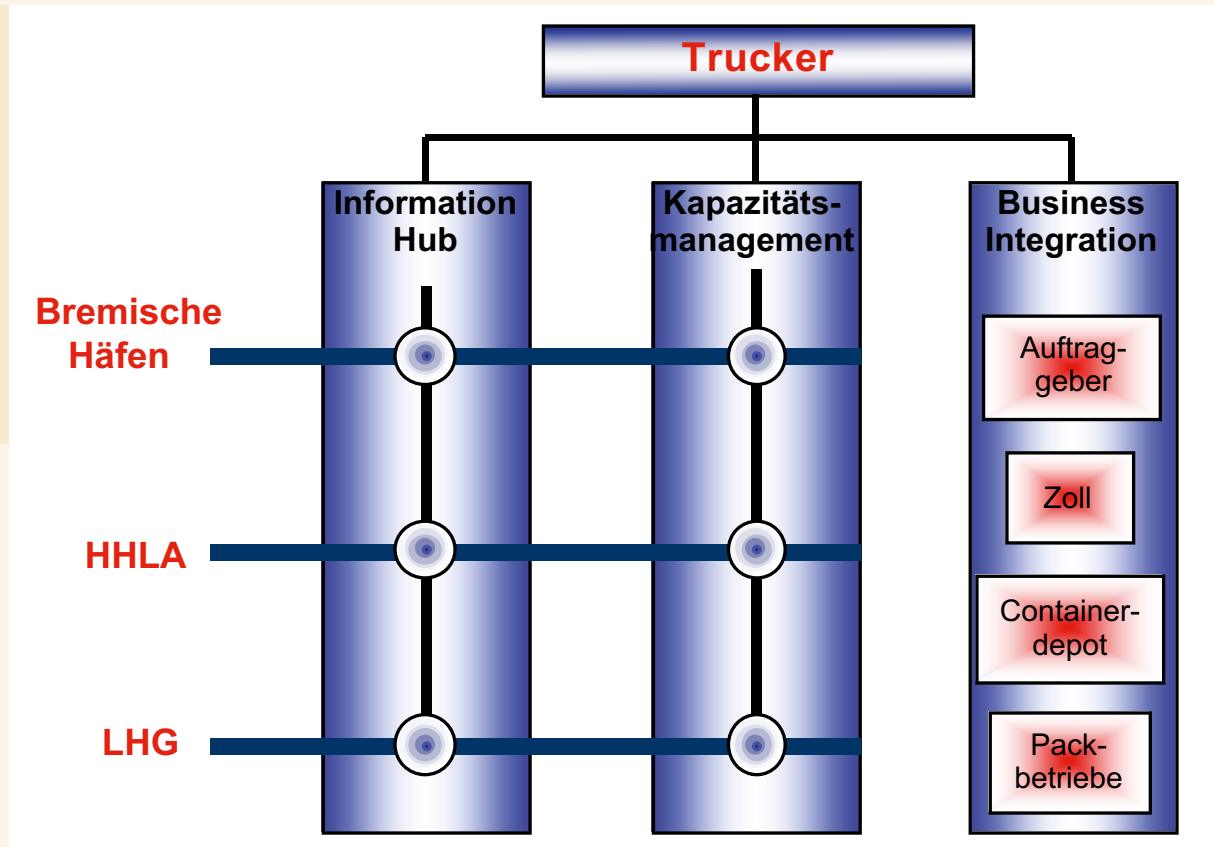 Trucker
Information
Hub
Kapazitäts-
management
Business
Integration
Bremische
Häfen
HHLA
LHG
Auftrag-
geber
Zoll
Container-
depot
Pack-
betriebe